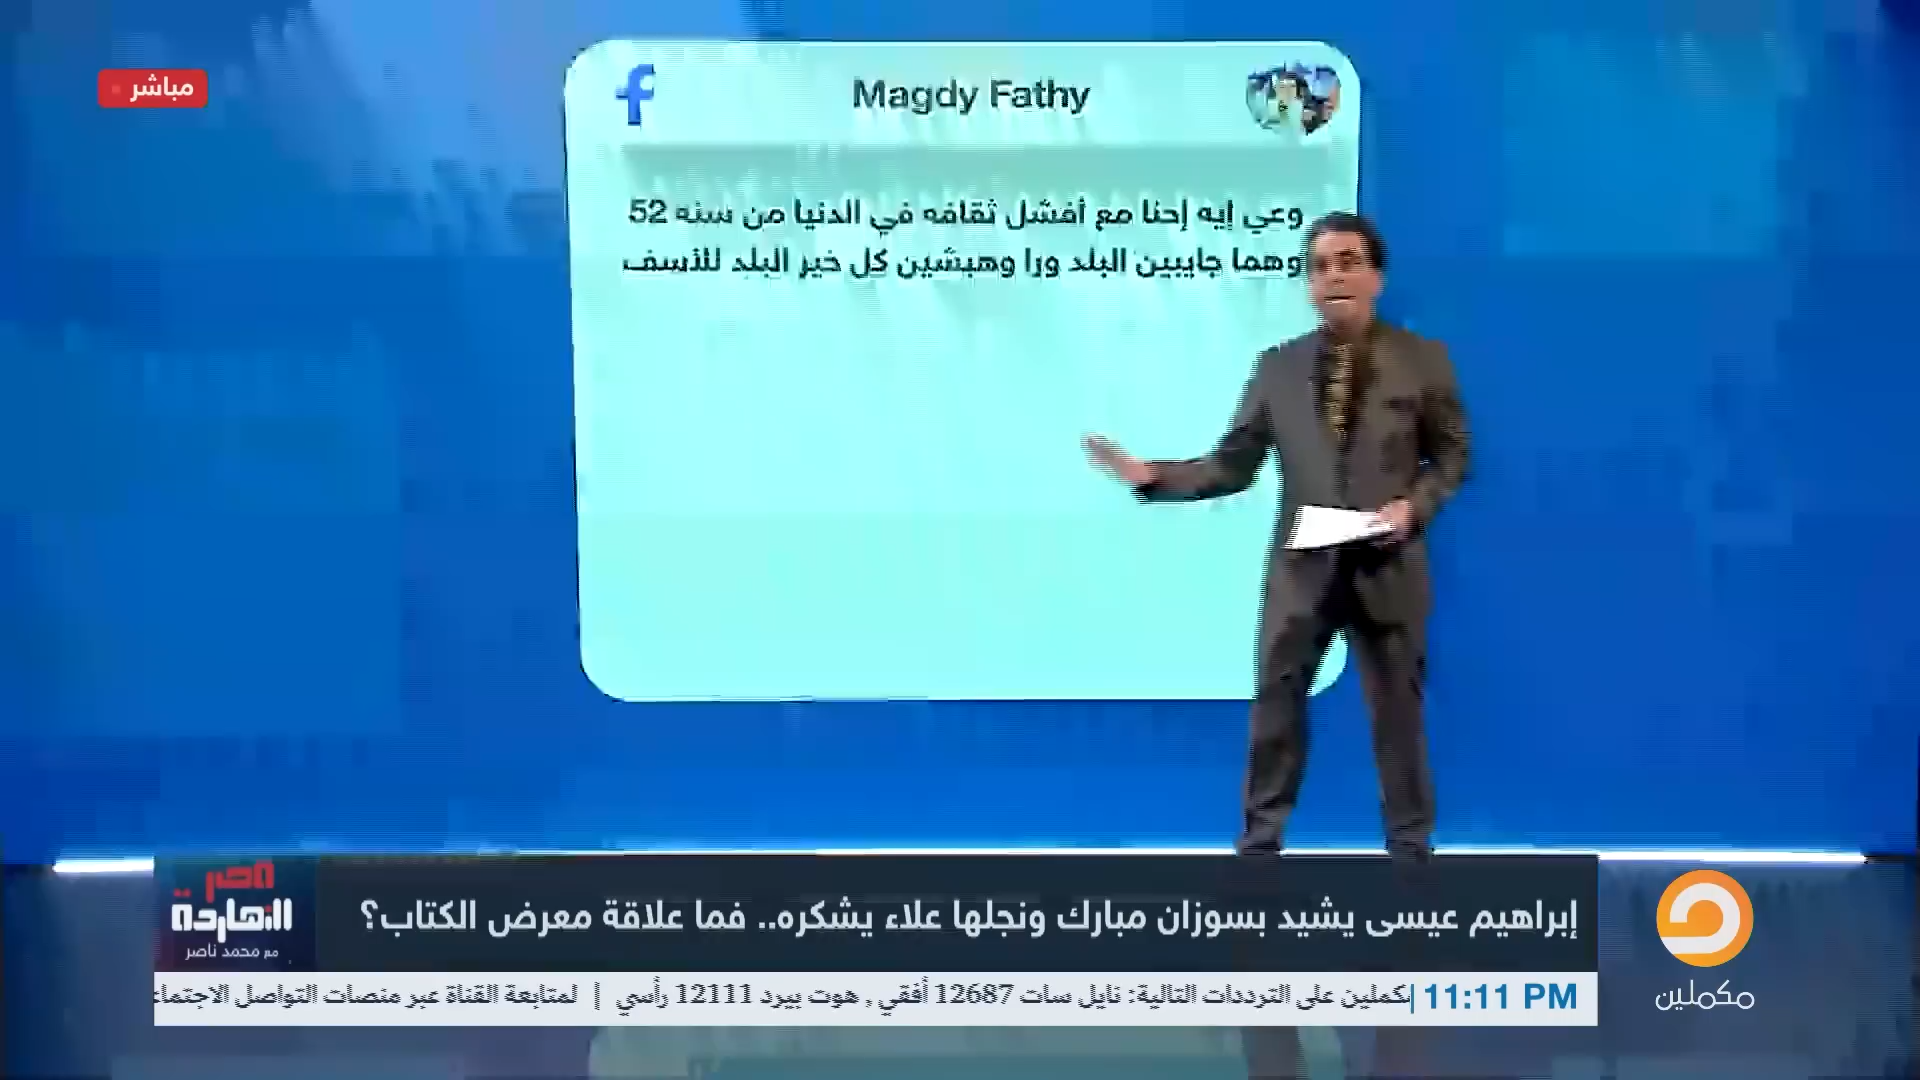 مباشر
Magdy Fathy
وعي إيه إحنا مع أفشل ثقافه في الدنيا من سنه 52
وهما جايبين البلد ورا وهبشين كل خير البلد للأسف
مصر النهاردة
مع محمد ناصر
إبراهيم عيسى يشيد بسوزان مبارك ونجلها علاء يشكره.. فما علاقة معرض الكتاب؟
11:11 PM
مكملين على الترددات التالية: نايل سات 12687 أفقي , هوت بيرد 12111 رأسي | لمتابعة القناة عبر منصات التواصل
مكملين